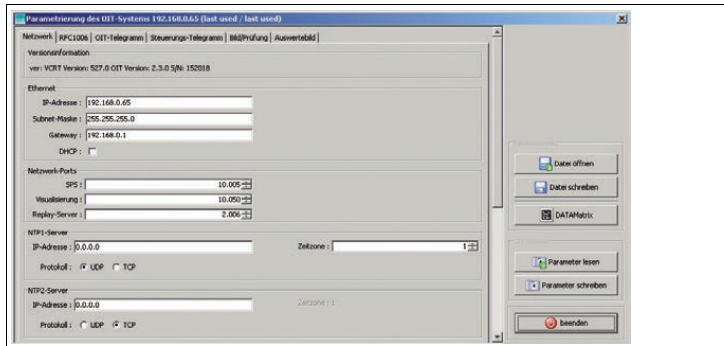 Parametrierung des OIT-Systems 192.168.0.65 (last used / last used)
Netzwerk RFC1006 OIT-Telegramm Steuerungs-Telegramm Bild/Prüfung Auswertebild
Versionsinformation
ver: VCRT Version: 527.0 OIT Version: 2.3.0 S/N: 152018
Ethernet
IP-Adresse : 192.168.0.65
Subnet-Maske : 255.255.255.0
Gateway : 192.168.0.1
DHCP :
Netzwerk-Ports
SPS : 10.005
Visualisierung : 10.050
Replay-Server : 2.006
NTP1-Server
IP-Adresse : 0.0.0.0 Zeitzone : 1
Protokoll : UDP TCP
NTP2-Server
IP-Adresse : 0.0.0.0 Zeitzone : 1
Protokoll : UDP TCP
Datei öffnen
Datei schreiben
DATAMatrix
Parameter lesen
Parameter schreiben
beenden